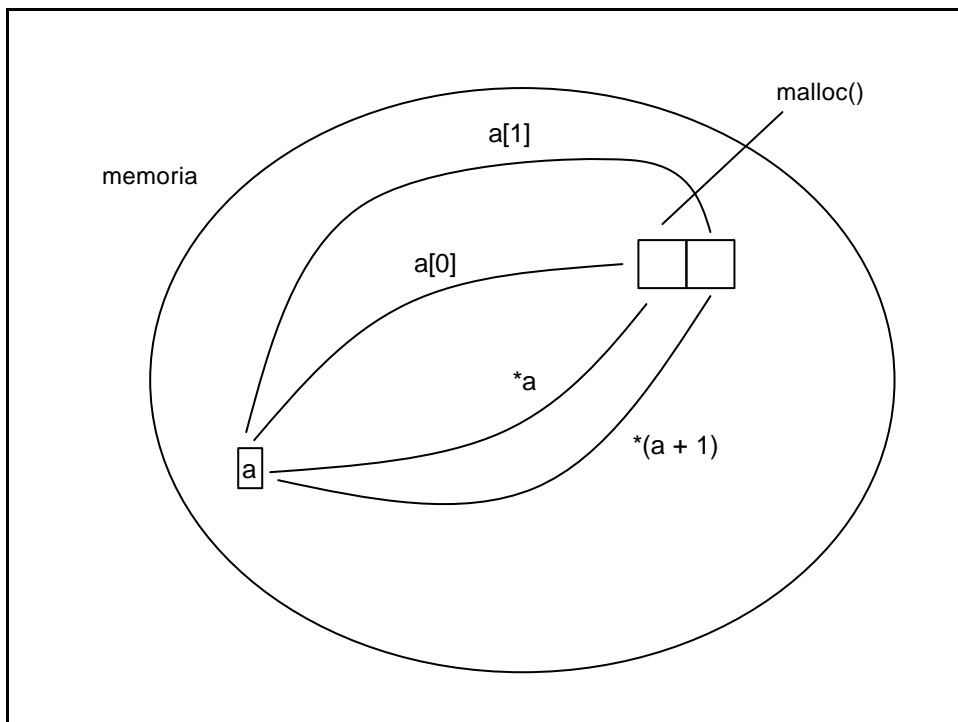 malloc()
a[1]
memoria
a[0]
*a
*(a + 1)
a